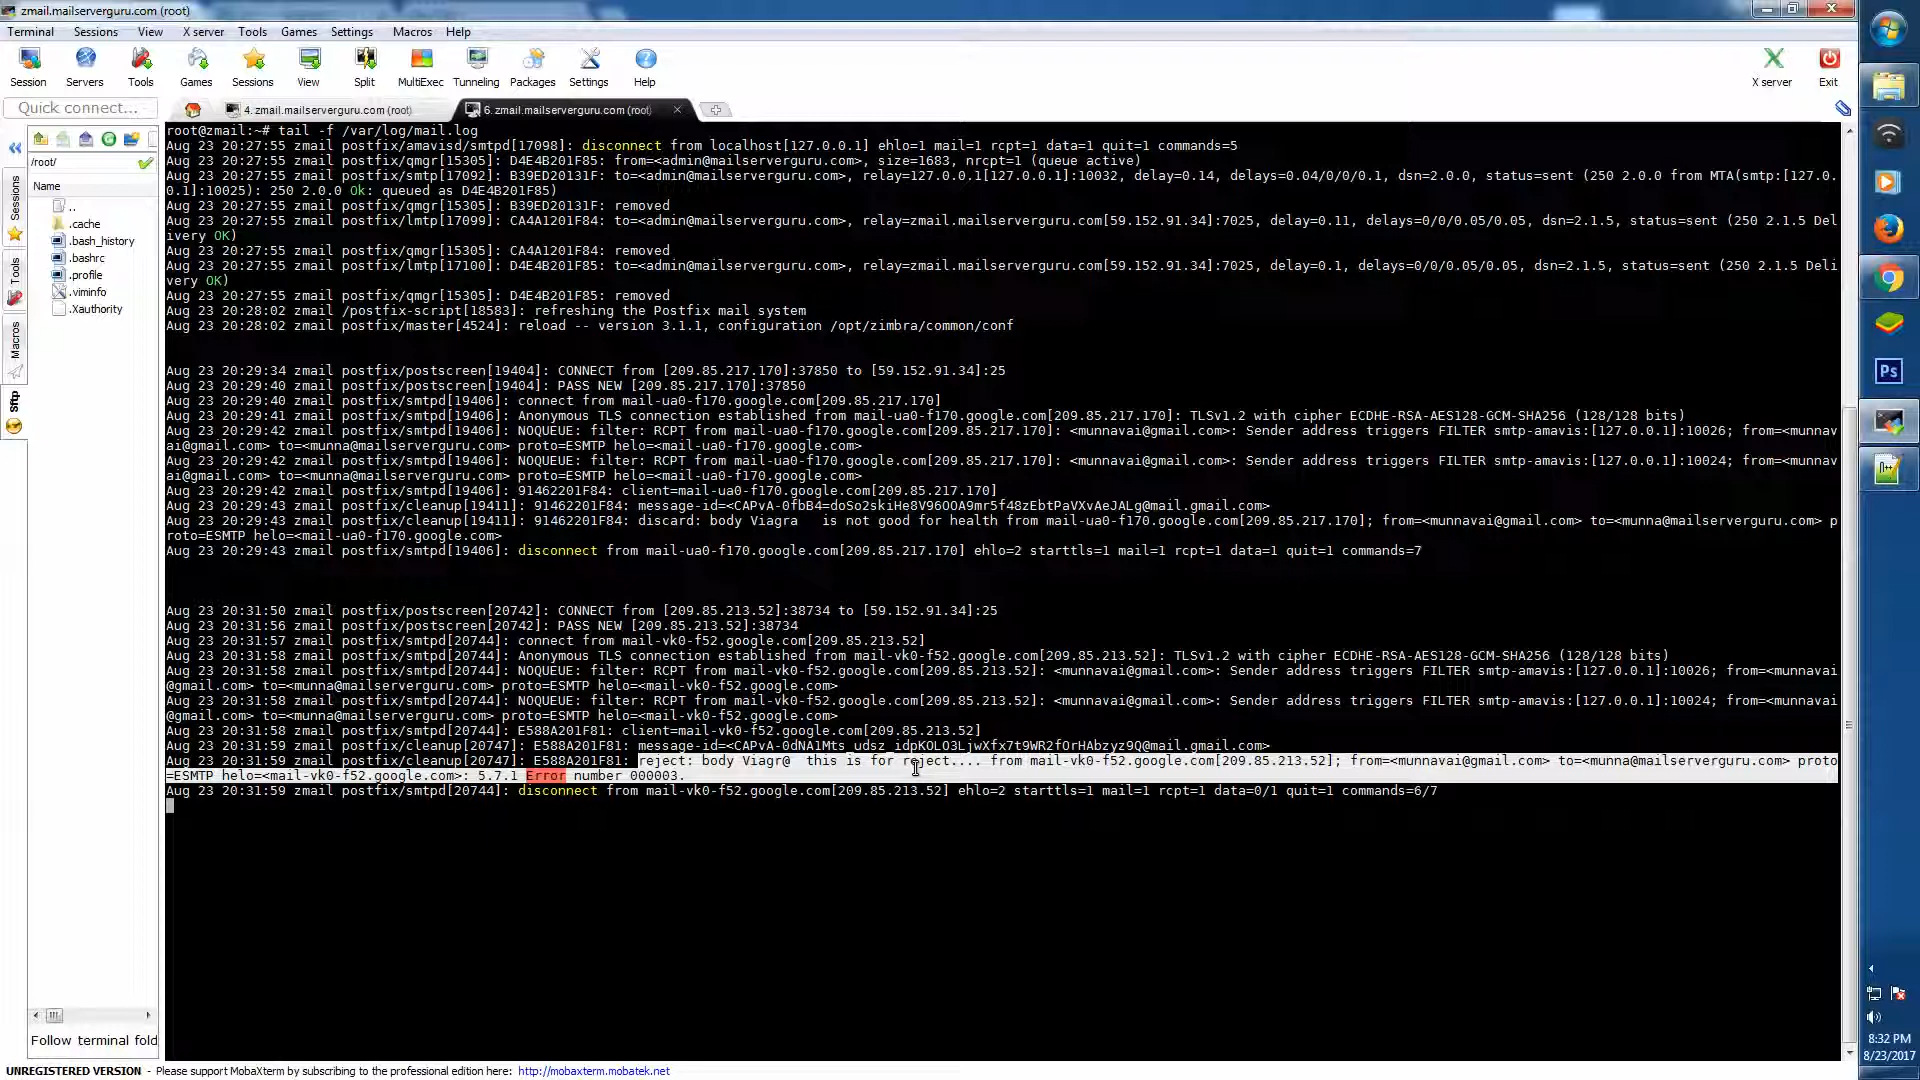 zmail.mailserverguru.com (root)
Terminal Sessions View X server Tools Games Settings Macros Help
Session Servers Tools Games Sessions View Split MultiExec Tunneling Packages Settings Help X server Exit
Quick connect...
4. zmail.mailserverguru.com (root)
6. zmail.mailserverguru.com (root)
/root/
Name
..
.cache
.bash_history
.bashrc
.profile
.viminfo
.Xauthority
Sessions
Tools
Macros
Sftp
Follow terminal fold
root@zmail:~# tail -f /var/log/mail.log
Aug 23 20:27:55 zmail postfix/amavisd/smtpd[17098]: disconnect from localhost[127.0.0.1] ehlo=1 mail=1 rcpt=1 data=1 quit=1 commands=5
Aug 23 20:27:55 zmail postfix/qmgr[15305]: D4E4B201F85: from=<admin@mailserverguru.com>, size=1683, nrcpt=1 (queue active)
Aug 23 20:27:55 zmail postfix/smtp[17092]: B39ED20131F: to=<admin@mailserverguru.com>, relay=127.0.0.1[127.0.0.1]:10032, delay=0.14, delays=0.04/0/0/0.1, dsn=2.0.0, status=sent (250 2.0.0 from MTA(smtp:[127.0.
0.1]:10025): 250 2.0.0 Ok: queued as D4E4B201F85)
Aug 23 20:27:55 zmail postfix/qmgr[15305]: B39ED20131F: removed
Aug 23 20:27:55 zmail postfix/lmtp[17099]: CA4A1201F84: to=<admin@mailserverguru.com>, relay=zmail.mailserverguru.com[59.152.91.34]:7025, delay=0.11, delays=0/0/0.05/0.05, dsn=2.1.5, status=sent (250 2.1.5 Del
ivery OK)
Aug 23 20:27:55 zmail postfix/qmgr[15305]: CA4A1201F84: removed
Aug 23 20:27:55 zmail postfix/lmtp[17100]: D4E4B201F85: to=<admin@mailserverguru.com>, relay=zmail.mailserverguru.com[59.152.91.34]:7025, delay=0.1, delays=0/0/0.05/0.05, dsn=2.1.5, status=sent (250 2.1.5 Deli
very OK)
Aug 23 20:27:55 zmail postfix/qmgr[15305]: D4E4B201F85: removed
Aug 23 20:28:02 zmail /postfix-script[18583]: refreshing the Postfix mail system
Aug 23 20:28:02 zmail postfix/master[4524]: reload -- version 3.1.1, configuration /opt/zimbra/common/conf
Aug 23 20:29:34 zmail postfix/postscreen[19404]: CONNECT from [209.85.217.170]:37850 to [59.152.91.34]:25
Aug 23 20:29:40 zmail postfix/postscreen[19404]: PASS NEW [209.85.217.170]:37850
Aug 23 20:29:40 zmail postfix/smtpd[19406]: connect from mail-ua0-f170.google.com[209.85.217.170]
Aug 23 20:29:41 zmail postfix/smtpd[19406]: Anonymous TLS connection established from mail-ua0-f170.google.com[209.85.217.170]: TLSv1.2 with cipher ECDHE-RSA-AES128-GCM-SHA256 (128/128 bits)
Aug 23 20:29:42 zmail postfix/smtpd[19406]: NOQUEUE: filter: RCPT from mail-ua0-f170.google.com[209.85.217.170]: <munnavai@gmail.com>: Sender address triggers FILTER smtp-amavis:[127.0.0.1]:10026; from=<munnav
ai@gmail.com> to=<munna@mailserverguru.com> proto=ESMTP helo=<mail-ua0-f170.google.com>
Aug 23 20:29:42 zmail postfix/smtpd[19406]: NOQUEUE: filter: RCPT from mail-ua0-f170.google.com[209.85.217.170]: <munnavai@gmail.com>: Sender address triggers FILTER smtp-amavis:[127.0.0.1]:10024; from=<munnav
ai@gmail.com> to=<munna@mailserverguru.com> proto=ESMTP helo=<mail-ua0-f170.google.com>
Aug 23 20:29:42 zmail postfix/smtpd[19406]: 91462201F84: client=mail-ua0-f170.google.com[209.85.217.170]
Aug 23 20:29:43 zmail postfix/cleanup[19411]: 91462201F84: message-id=<CAPvA-0fbB4=doSo2skiHe8V96OOA9mr5f48zEbtPaVXvAeJALg@mail.gmail.com>
Aug 23 20:29:43 zmail postfix/cleanup[19411]: 91462201F84: discard: body Viagra   is not good for health from mail-ua0-f170.google.com[209.85.217.170]; from=<munnavai@gmail.com> to=<munna@mailserverguru.com> p
roto=ESMTP helo=<mail-ua0-f170.google.com>
Aug 23 20:29:43 zmail postfix/smtpd[19406]: disconnect from mail-ua0-f170.google.com[209.85.217.170] ehlo=2 starttls=1 mail=1 rcpt=1 data=1 quit=1 commands=7
Aug 23 20:31:50 zmail postfix/postscreen[20742]: CONNECT from [209.85.213.52]:38734 to [59.152.91.34]:25
Aug 23 20:31:56 zmail postfix/postscreen[20742]: PASS NEW [209.85.213.52]:38734
Aug 23 20:31:57 zmail postfix/smtpd[20744]: connect from mail-vk0-f52.google.com[209.85.213.52]
Aug 23 20:31:58 zmail postfix/smtpd[20744]: Anonymous TLS connection established from mail-vk0-f52.google.com[209.85.213.52]: TLSv1.2 with cipher ECDHE-RSA-AES128-GCM-SHA256 (128/128 bits)
Aug 23 20:31:58 zmail postfix/smtpd[20744]: NOQUEUE: filter: RCPT from mail-vk0-f52.google.com[209.85.213.52]: <munnavai@gmail.com>: Sender address triggers FILTER smtp-amavis:[127.0.0.1]:10026; from=<munnavai
@gmail.com> to=<munna@mailserverguru.com> proto=ESMTP helo=<mail-vk0-f52.google.com>
Aug 23 20:31:58 zmail postfix/smtpd[20744]: NOQUEUE: filter: RCPT from mail-vk0-f52.google.com[209.85.213.52]: <munnavai@gmail.com>: Sender address triggers FILTER smtp-amavis:[127.0.0.1]:10024; from=<munnavai
@gmail.com> to=<munna@mailserverguru.com> proto=ESMTP helo=<mail-vk0-f52.google.com>
Aug 23 20:31:58 zmail postfix/smtpd[20744]: E588A201F81: client=mail-vk0-f52.google.com[209.85.213.52]
Aug 23 20:31:59 zmail postfix/cleanup[20747]: E588A201F81: message-id=<CAPvA-0dNA1Mts_udsz_idpKOLO3LjwXfx7t9WR2fOrHAbzyz9Q@mail.gmail.com>
Aug 23 20:31:59 zmail postfix/cleanup[20747]: E588A201F81: reject: body Viagr@  this is for reject.... from mail-vk0-f52.google.com[209.85.213.52]; from=<munnavai@gmail.com> to=<munna@mailserverguru.com> proto
=ESMTP helo=<mail-vk0-f52.google.com>: 5.7.1 Error number 000003.
Aug 23 20:31:59 zmail postfix/smtpd[20744]: disconnect from mail-vk0-f52.google.com[209.85.213.52] ehlo=2 starttls=1 mail=1 rcpt=1 data=0/1 quit=1 commands=6/7
Ps
8:32 PM
8/23/2017
UNREGISTERED VERSION - Please support MobaXterm by subscribing to the professional edition here: http://mobaxterm.mobatek.net